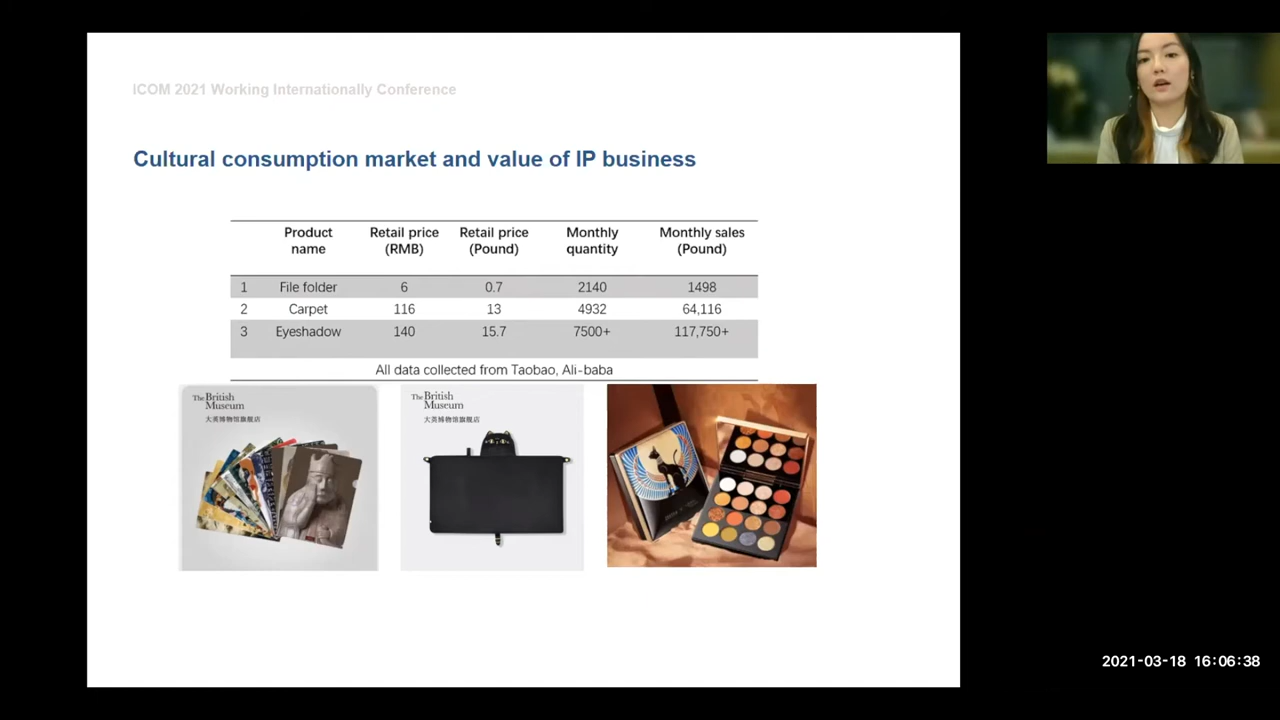 ICOM 2021 Working Internationally Conference
Cultural consumption market and value of IP business
Product name Retail price (RMB) Retail price (Pound) Monthly quantity Monthly sales (Pound)
1 File folder 6 0.7 2140 1498
2 Carpet 116 13 4932 64,116
3 Eyeshadow 140 15.7 7500+ 117,750+
All data collected from Taobao, Ali-baba
The British
Museum
大英博物馆旗舰店
The British
Museum
大英博物馆旗舰店
2021-03-18 16:06:38